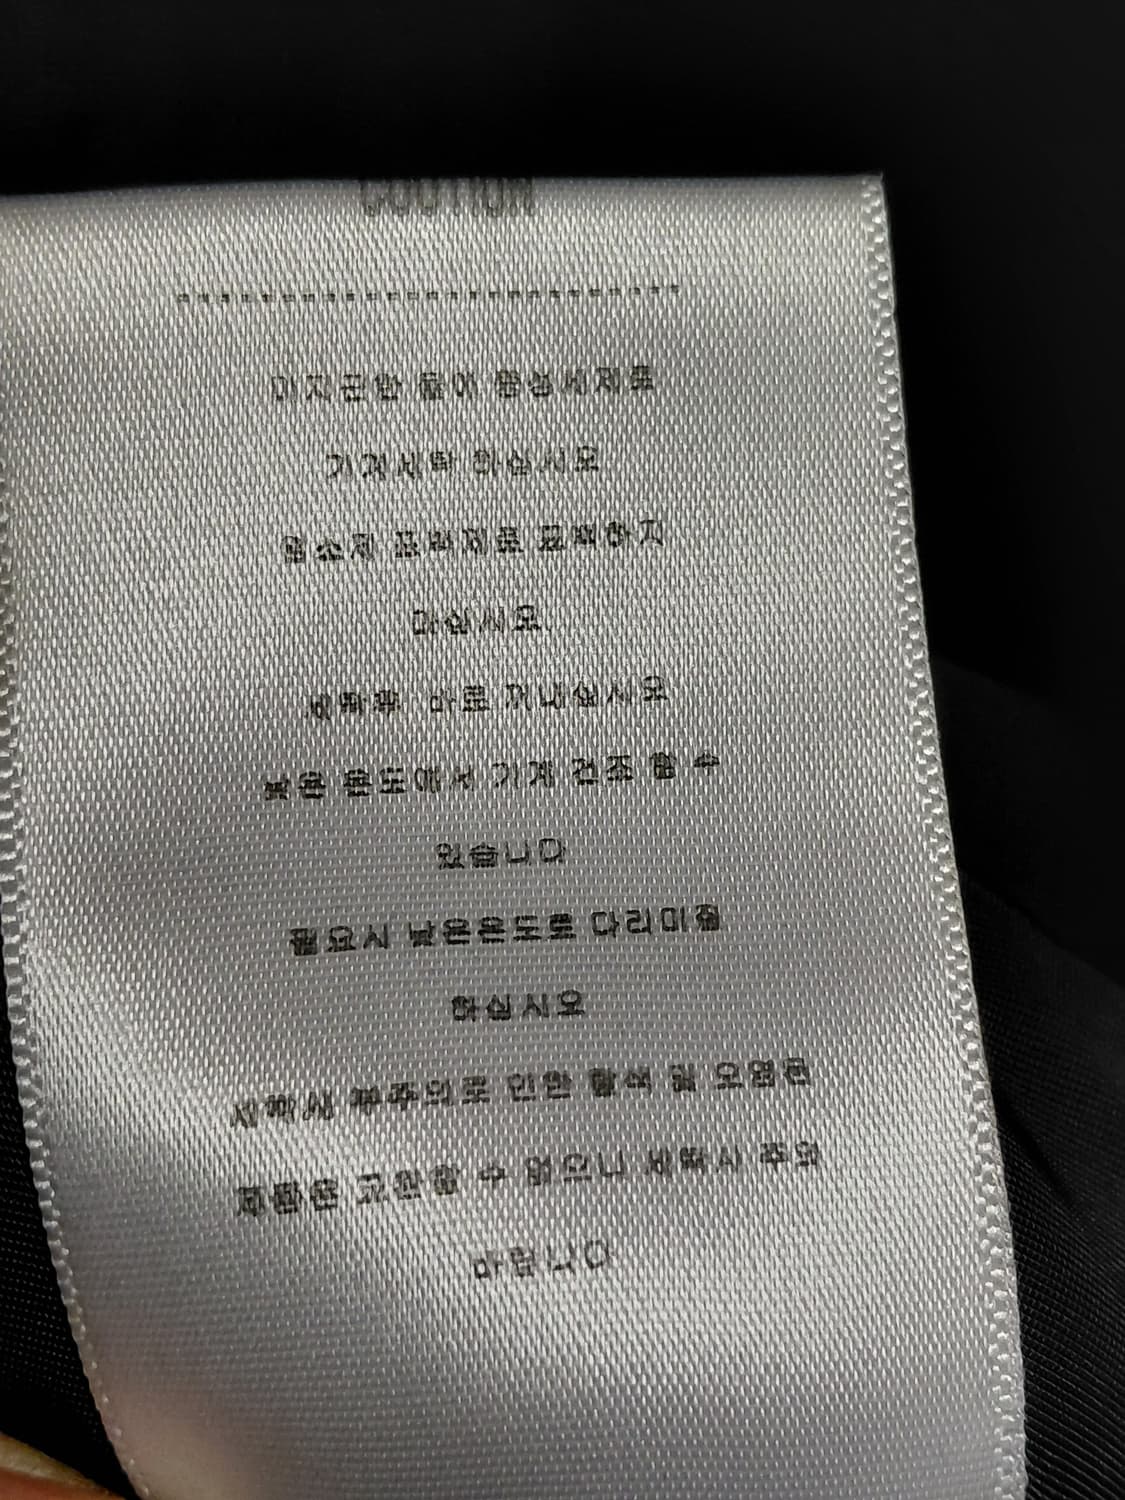 CAUTION
미지근한 물에 중성세제로
기계세탁 하십시오
염소계 표백제로 표백하지
마십시오
세탁후 바로 꺼내십시오
낮은 온도에서 기계 건조 할 수
있습니다
필요시 낮은온도로 다리미질
하십시오
세탁시 부주의로 인한 탈색 및 오염된
제품은 교환할 수 없으니 세탁시 주의
바랍니다